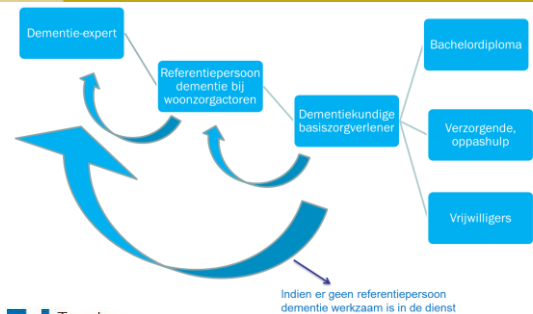 Dementie-expert
Referentiepersoon
dementie bij
woonzorgactoren
Dementiekundige
basiszorgverlener
Bachelordiploma
Verzorgende,
oppashulp
Vrijwilligers
Indien er geen referentiepersoon
dementie werkzaam is in de dienst